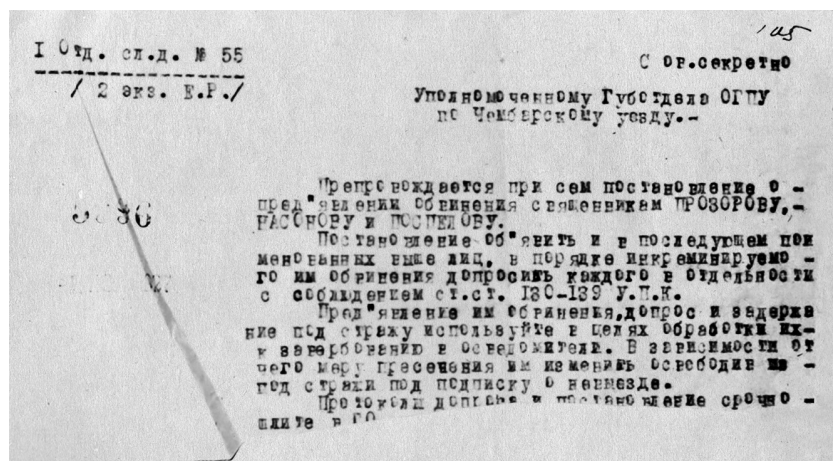 105
I Отд. сл.д. № 55
Сов.секретно
/ 2 экз. Е.Р./
Уполномоченному Губотдела ОГПУ
по Чембарскому уезду.-
Препровождается при сем постановление о -
пред"явлении обвинения священникам ПРОЗОРОВУ,-
НАСОНОВУ и ПОСПЕЛОВУ.
Постановление об"явить и в последующем пои
менованных выше лиц, в порядке инкреминируемо -
го им обвинения допросить каждого в отдельности
с соблюдением ст.ст. 130-139 У.П.К.
Пред"явление им обвинения,допрос и задержа
ние под стражу используйте в целях обработки их-
к завербованию в осведомители. В зависимости от
чего меру пресечения им изменить освободив из -
под стражи под подписку о невыезде.
Протоколы допроса и постановление срочно -
шлите в